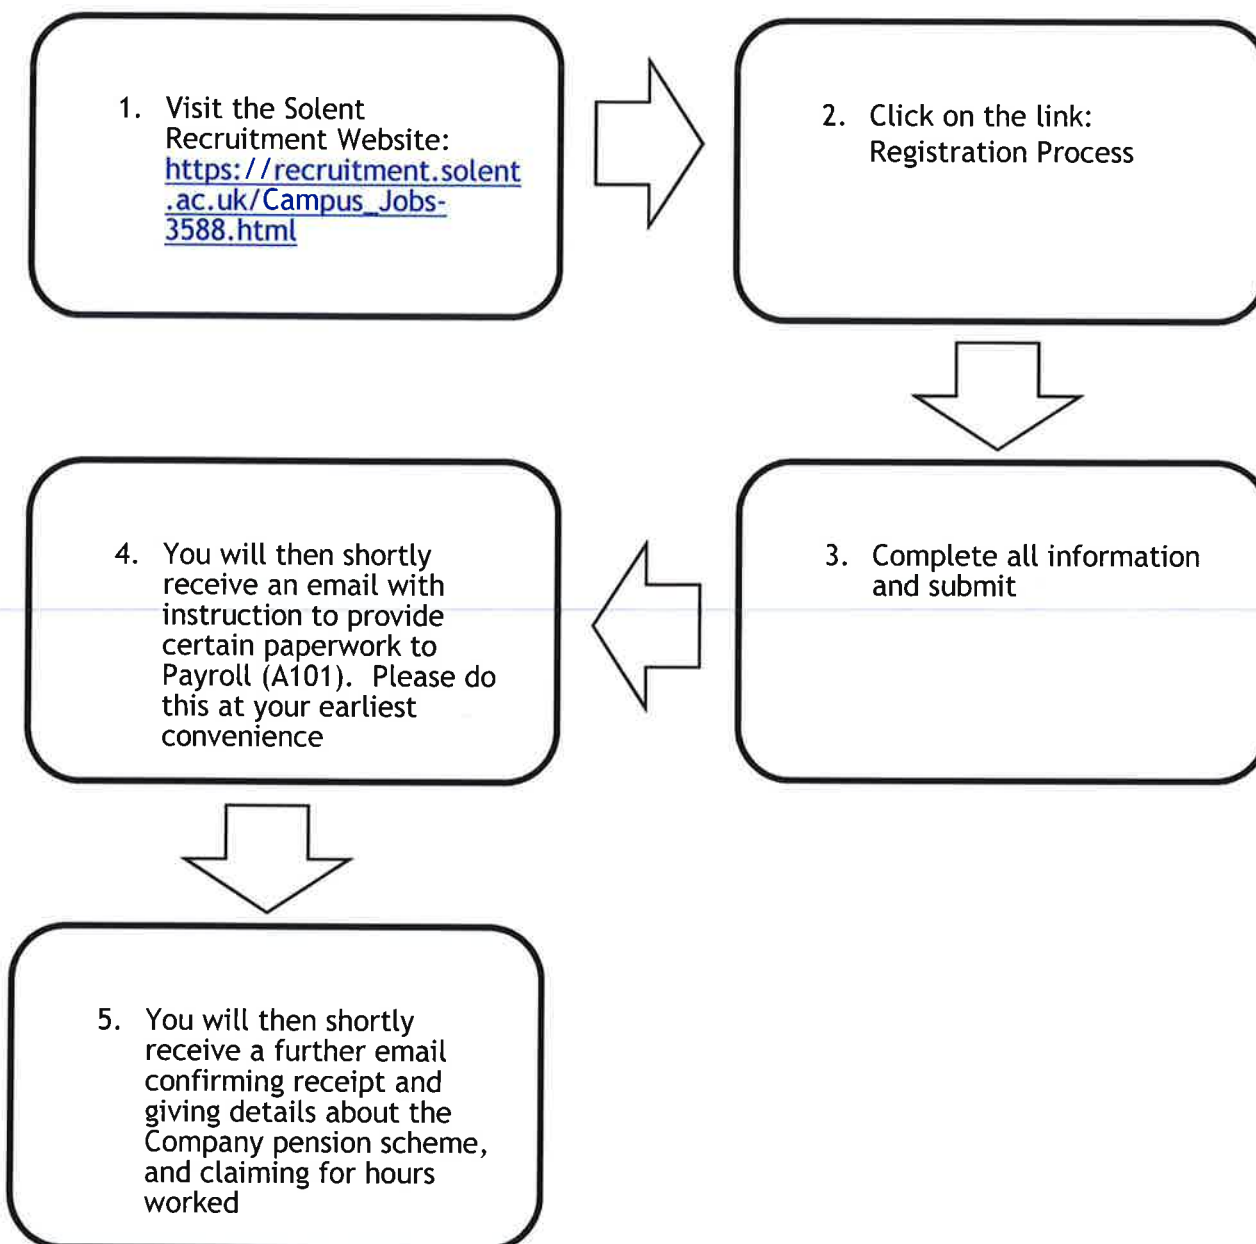 1. Visit the Solent
Recruitment Website:
https://recruitment.solent
.ac.uk/Campus_Jobs-
3588.html
2. Click on the link:
Registration Process
3. Complete all information
and submit
4. You will then shortly
receive an email with
instruction to provide
certain paperwork to
Payroll (A101).  Please do
this at your earliest
convenience
5. You will then shortly
receive a further email
confirming receipt and
giving details about the
Company pension scheme,
and claiming for hours
worked